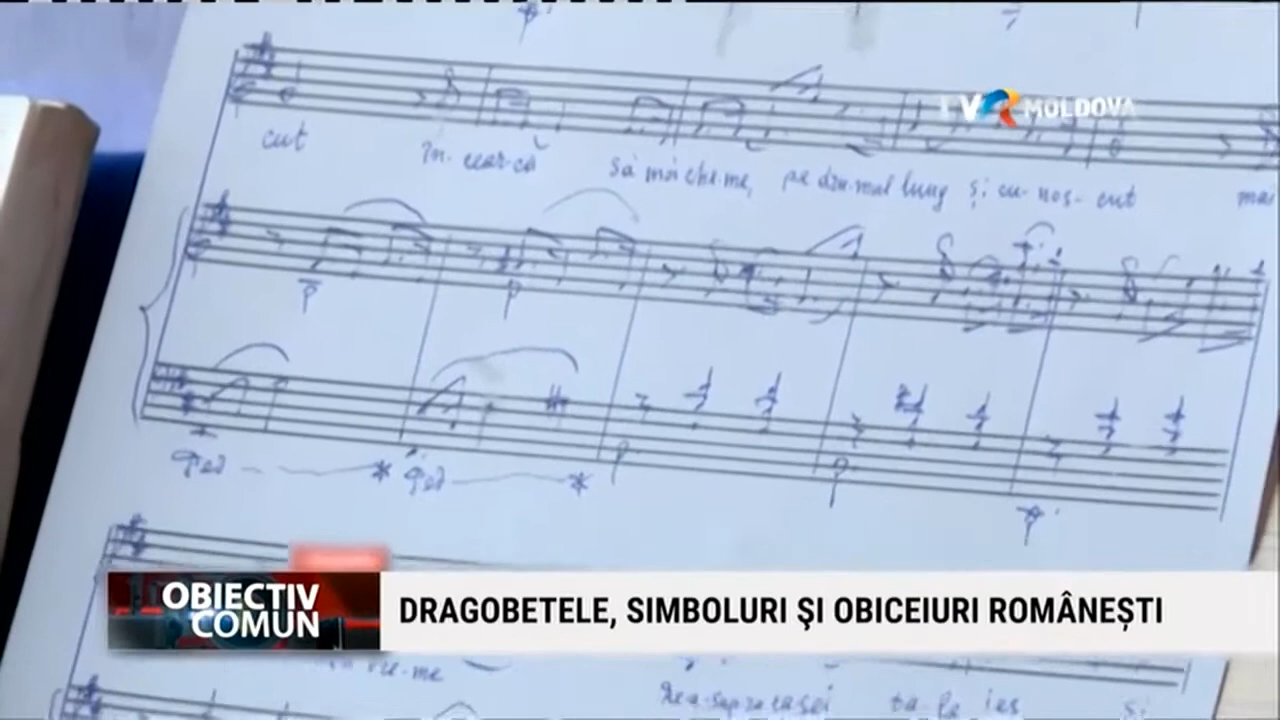 TVR MOLDOVA
cut în-cear-că să mă che-me, pe dru-mul lung și cu-nos-cut
Ped * Ped *
OBIECTIV
COMUN
DRAGOBETELE, SIMBOLURI ŞI OBICEIURI ROMÂNEȘTI